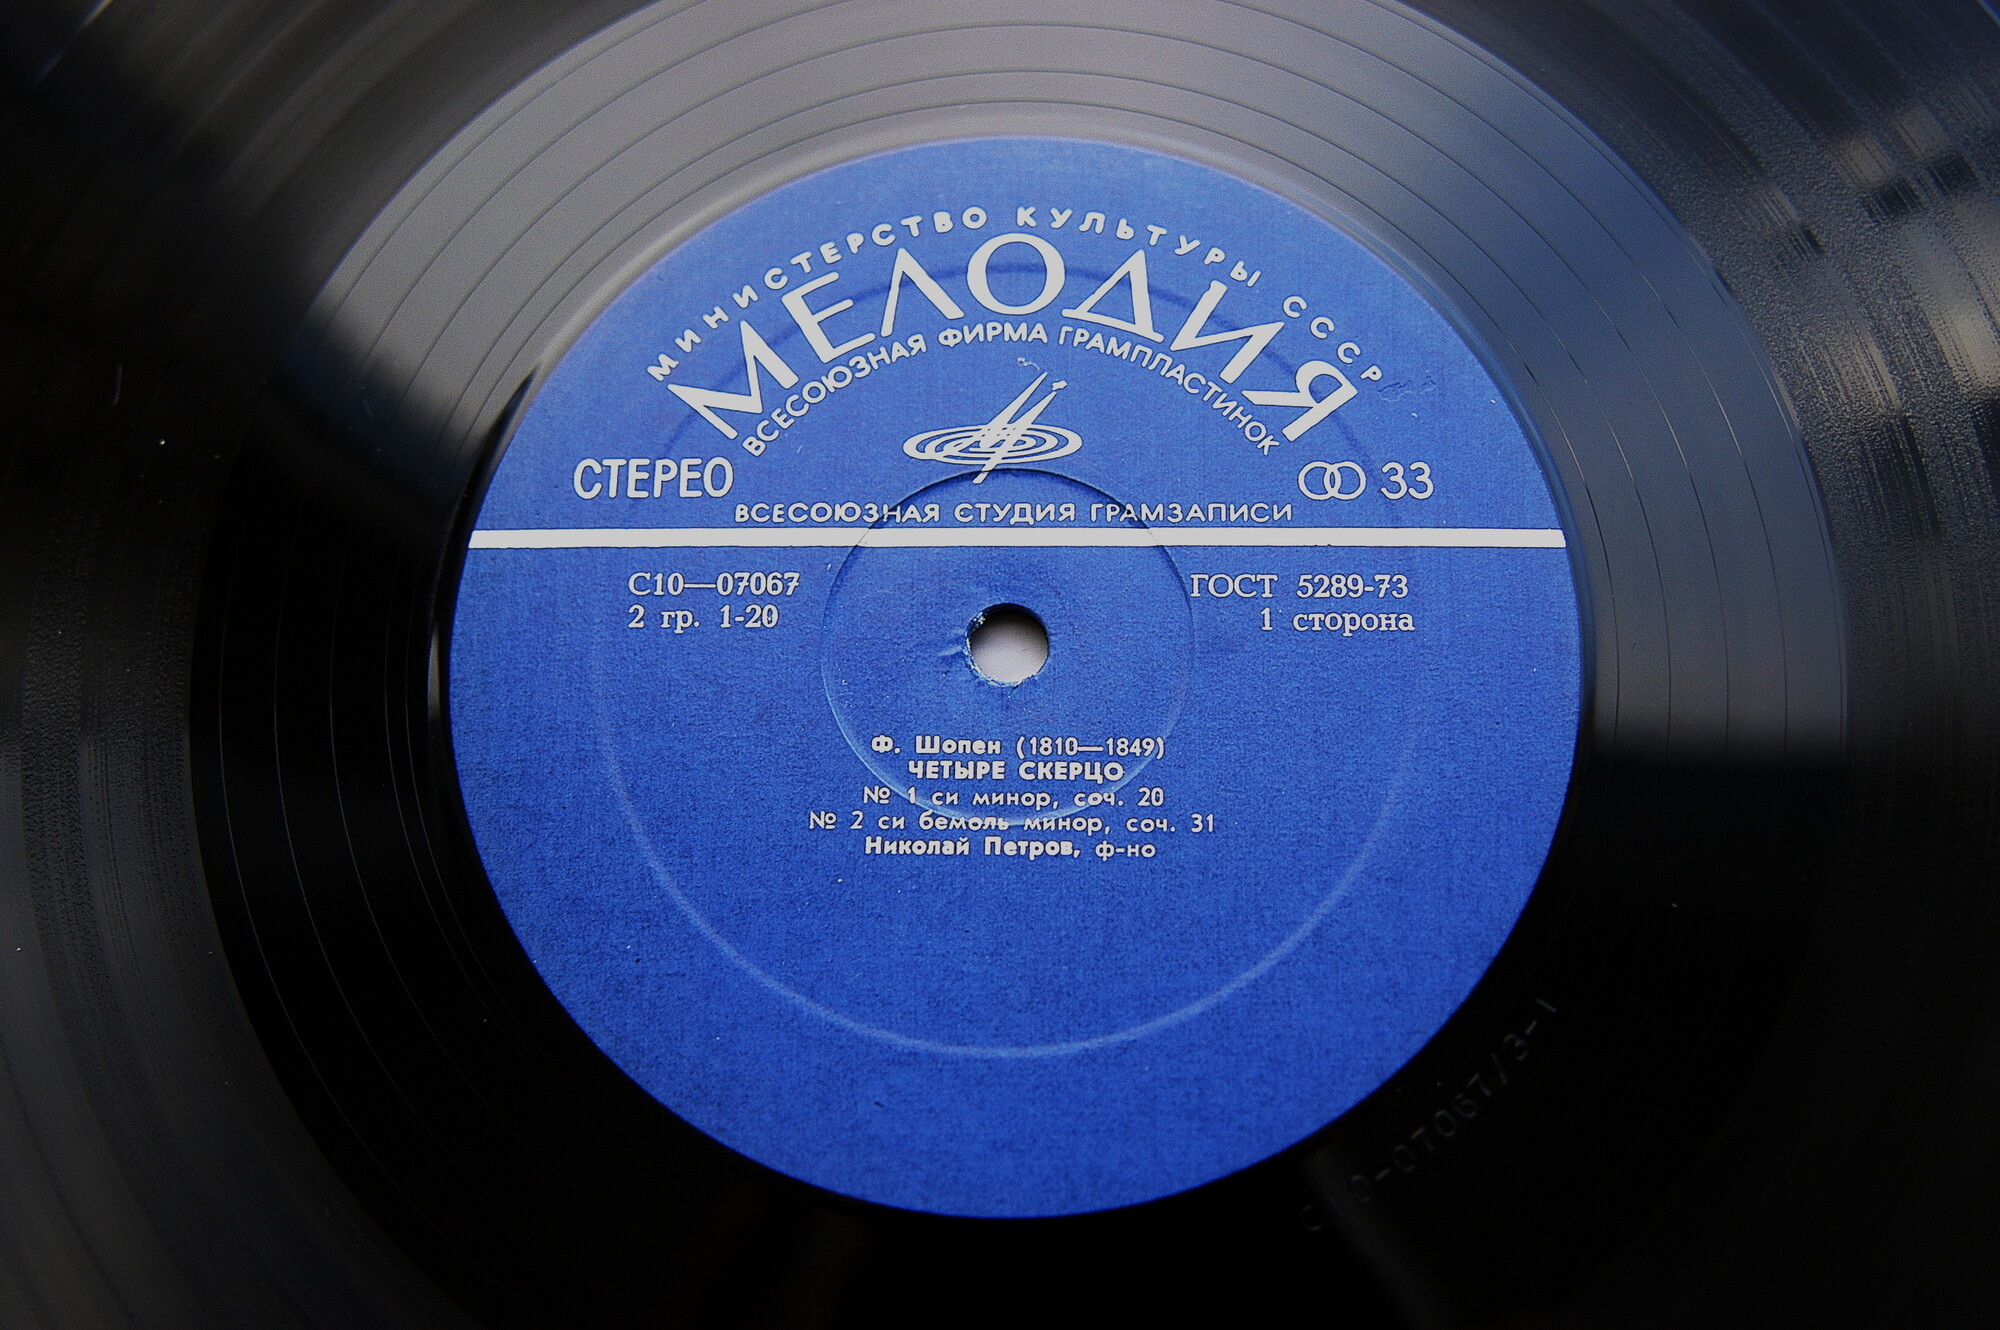 МИНИСТЕРСТВО КУЛЬТУРЫ СССР
МЕЛОДИЯ
ВСЕСОЮЗНАЯ ФИРМА ГРАМПЛАСТИНОК
СТЕРЕО
33
ВСЕСОЮЗНАЯ СТУДИЯ ГРАМЗАПИСИ
С10—07067
ГОСТ 5289-73
2 гр. 1-20
1 сторона
Ф. Шопен (1810—1849)
ЧЕТЫРЕ СКЕРЦО
№ 1 си минор, соч. 20
№ 2 си бемоль минор, соч. 31
Николай Петров, ф-но